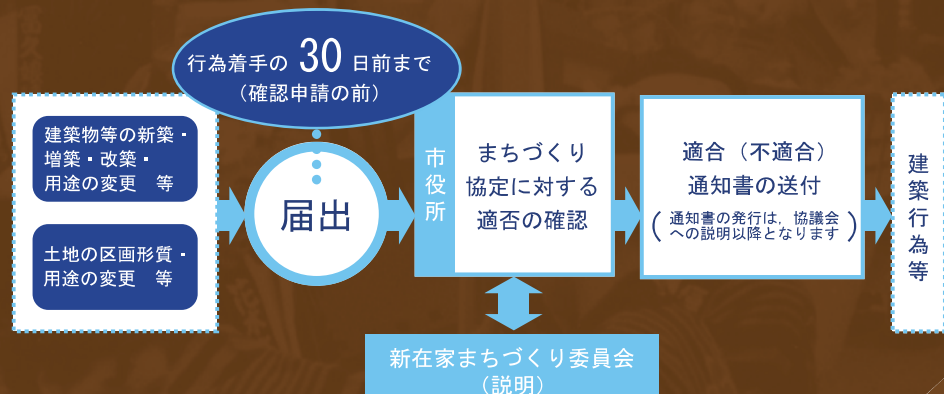 行為着手の 30 日前まで
（確認申請の前）
建築物等の新築・
増築・改築・
用途の変更　等
土地の区画形質・
用途の変更　等
届出
市役所
まちづくり
協定に対する
適否の確認
適合（不適合）
通知書の送付
（通知書の発行は，協議会
への説明以降となります）
建築行為等
新在家まちづくり委員会
（説明）